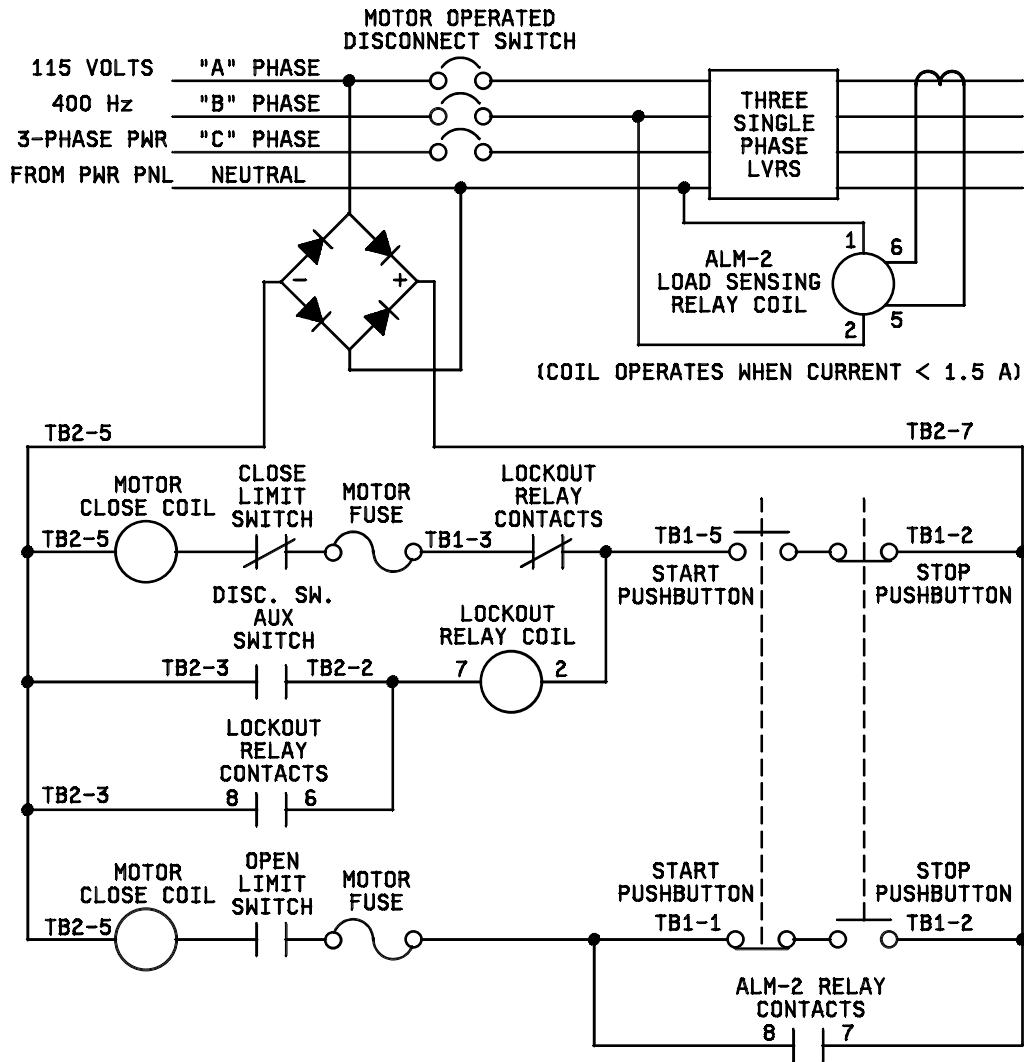 MOTOR OPERATED
DISCONNECT SWITCH
115 VOLTS "A" PHASE
400 Hz "B" PHASE
3-PHASE PWR "C" PHASE
FROM PWR PNL NEUTRAL
THREE
SINGLE
PHASE
LVRS
ALM-2
LOAD SENSING
RELAY COIL
1
6
5
2
- +
(COIL OPERATES WHEN CURRENT < 1.5 A)
TB2-5
TB2-7
MOTOR
CLOSE COIL
CLOSE
LIMIT
SWITCH
MOTOR
FUSE
LOCKOUT
RELAY
CONTACTS
TB2-5
TB1-3
TB1-5
TB1-2
START
PUSHBUTTON
STOP
PUSHBUTTON
DISC. SW.
AUX
SWITCH
LOCKOUT
RELAY COIL
TB2-3
TB2-2
7
2
LOCKOUT
RELAY
CONTACTS
TB2-3
8
6
MOTOR
CLOSE COIL
OPEN
LIMIT
SWITCH
MOTOR
FUSE
START
PUSHBUTTON
STOP
PUSHBUTTON
TB2-5
TB1-1
TB1-2
ALM-2 RELAY
CONTACTS
8
7